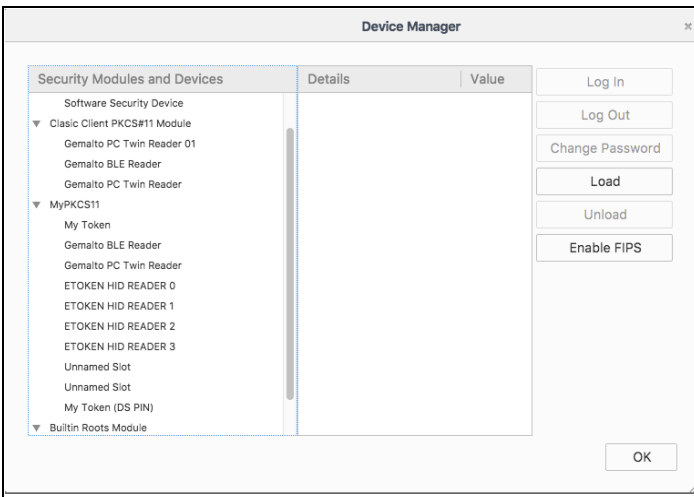 Device Manager
Security Modules and Devices
Details
Value
Software Security Device
Clasic Client PKCS#11 Module
Gemalto PC Twin Reader 01
Gemalto BLE Reader
Gemalto PC Twin Reader
MyPKCS11
My Token
Gemalto BLE Reader
Gemalto PC Twin Reader
ETOKEN HID READER 0
ETOKEN HID READER 1
ETOKEN HID READER 2
ETOKEN HID READER 3
Unnamed Slot
Unnamed Slot
My Token (DS PIN)
Builtin Roots Module
Log In
Log Out
Change Password
Load
Unload
Enable FIPS
OK